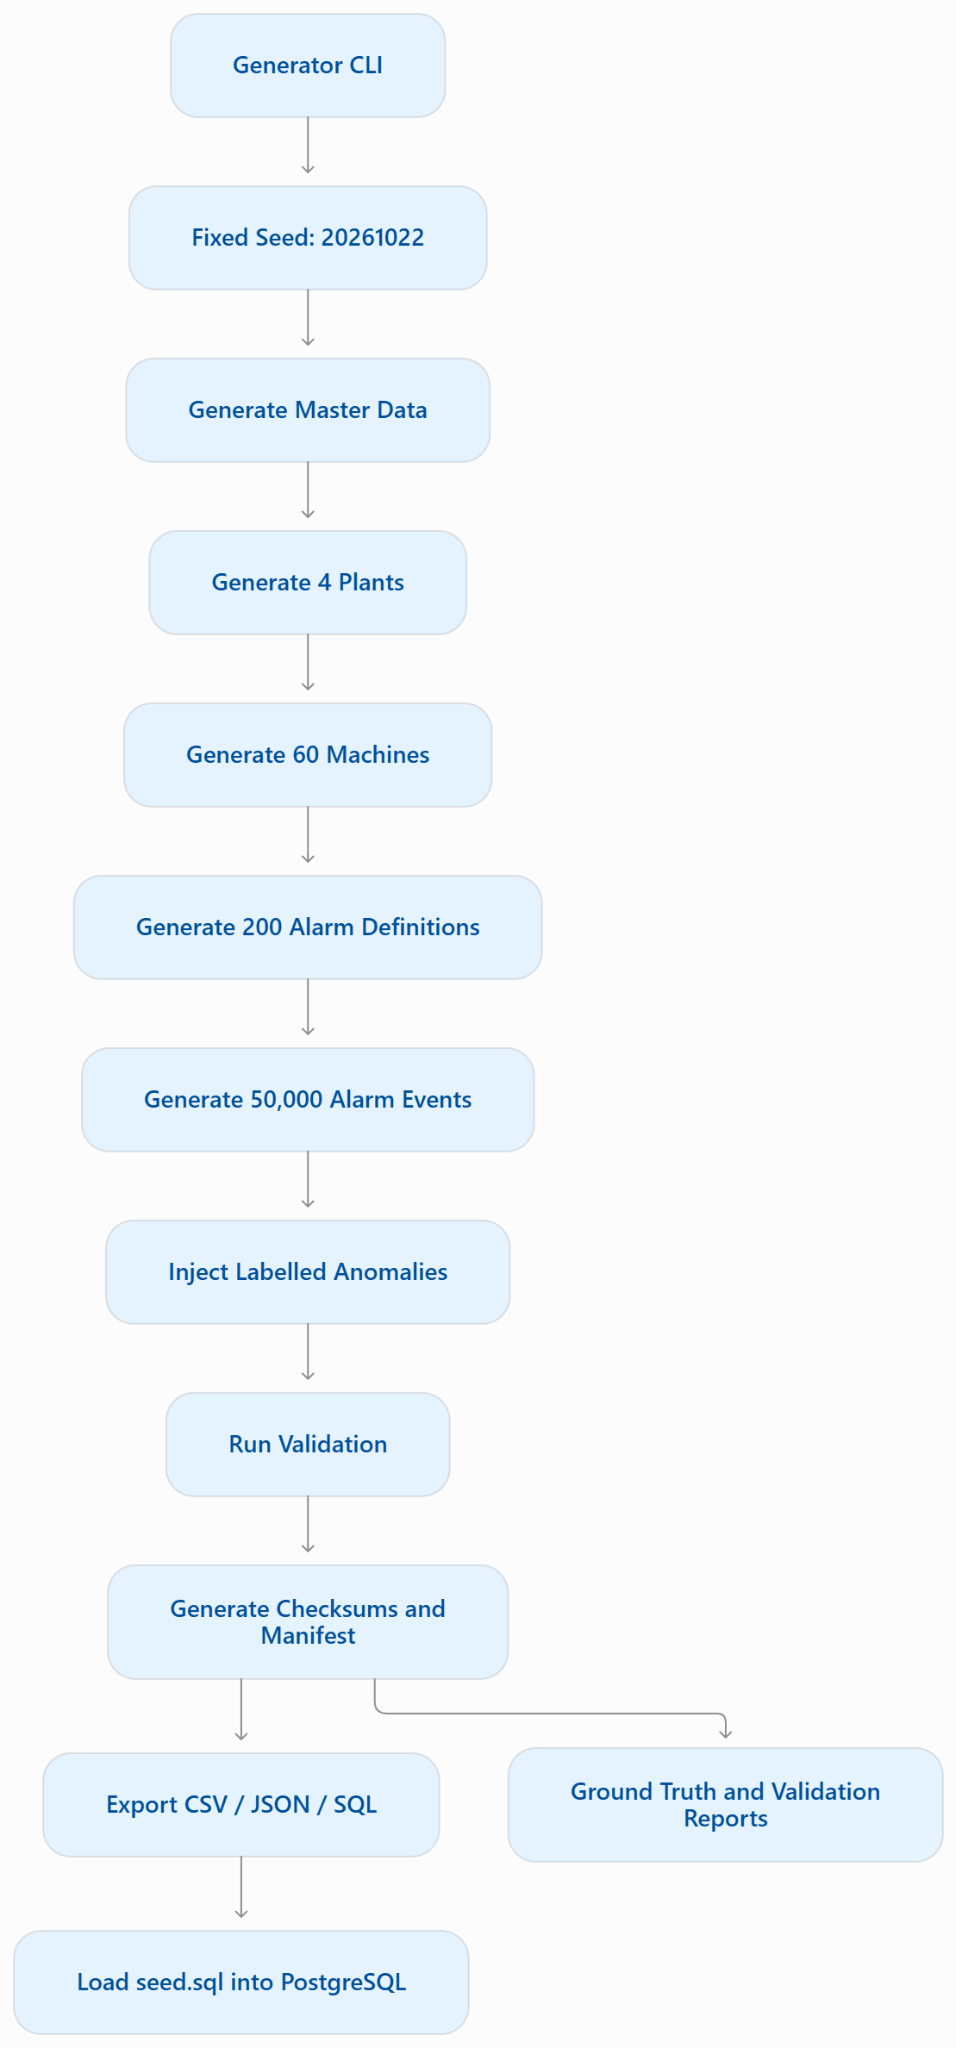 Generator CLI
Fixed Seed: 20261022
Generate Master Data
Generate 4 Plants
Generate 60 Machines
Generate 200 Alarm Definitions
Generate 50,000 Alarm Events
Inject Labelled Anomalies
Run Validation
Generate Checksums and
Manifest
Export CSV / JSON / SQL
Ground Truth and Validation
Reports
Load seed.sql into PostgreSQL